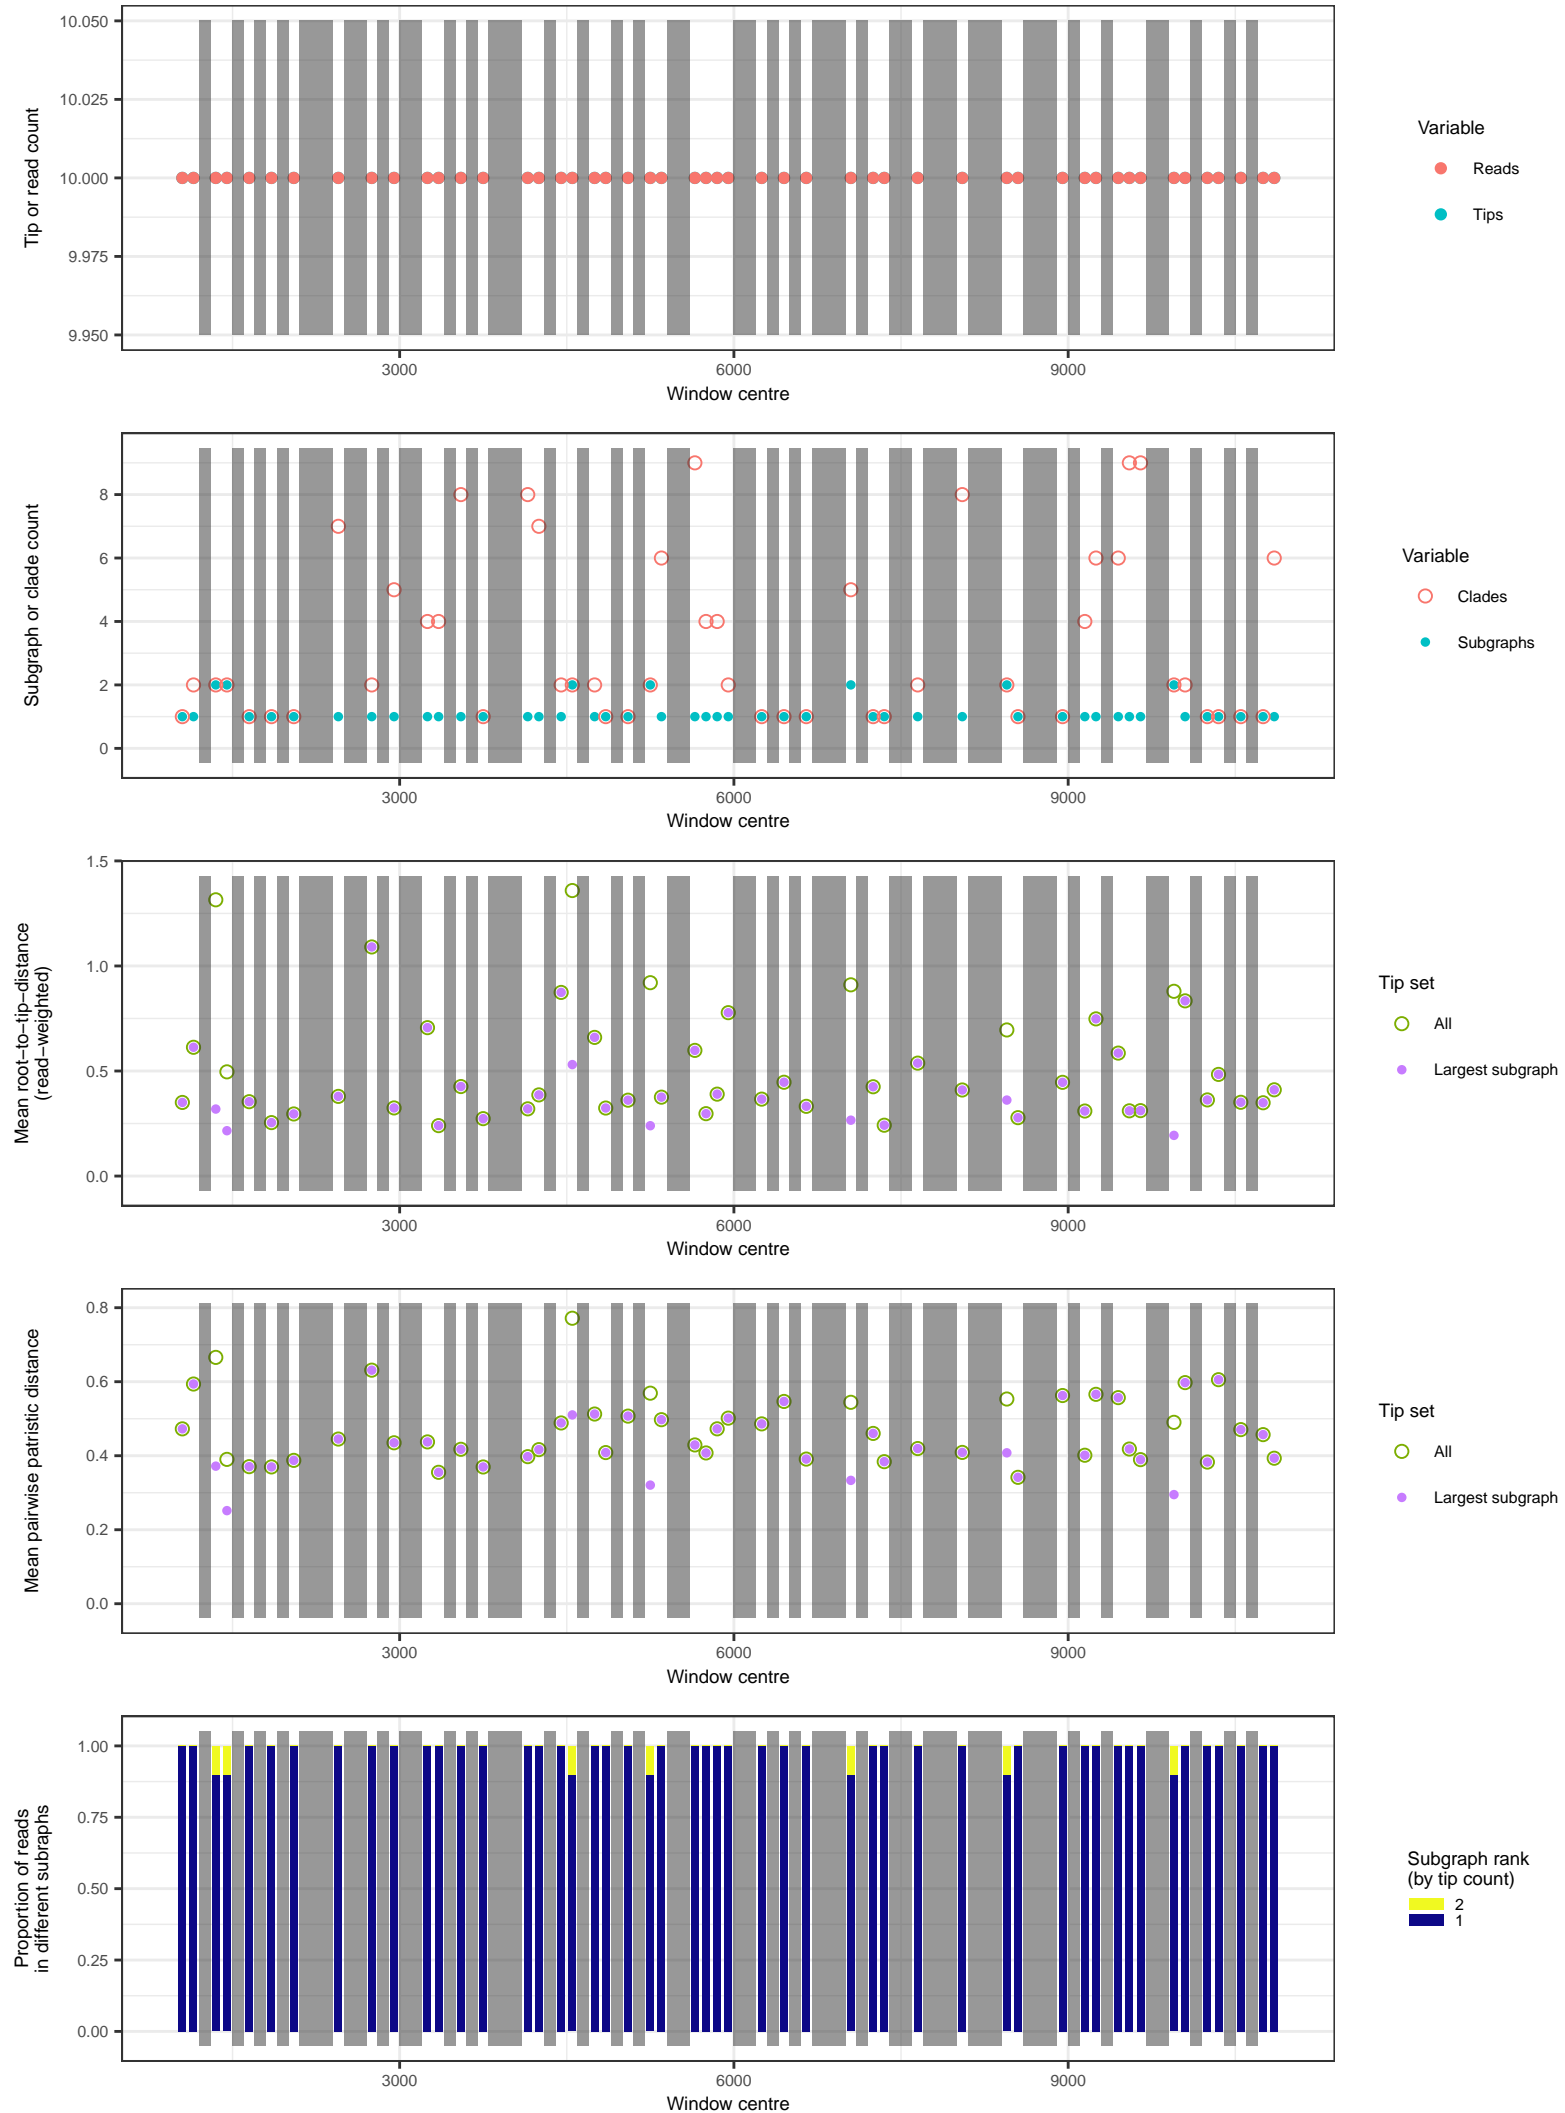 10.050
10.025
10.000
9.975
9.950
Tip or read count
3000
6000
9000
Window centre
Variable
Reads
Tips
8
6
4
2
0
Subgraph or clade count
3000
6000
9000
Window centre
Variable
Clades
Subgraphs
1.5
1.0
0.5
0.0
Mean root−to−tip−distance
(read−weighted)
3000
6000
9000
Window centre
Tip set
All
Largest subgraph
0.8
0.6
0.4
0.2
0.0
Mean pairwise patristic distance
3000
6000
9000
Window centre
Tip set
All
Largest subgraph
1.00
0.75
0.50
0.25
0.00
Proportion of reads
in different subraphs
3000
6000
9000
Window centre
Subgraph rank
(by tip count)
2
1